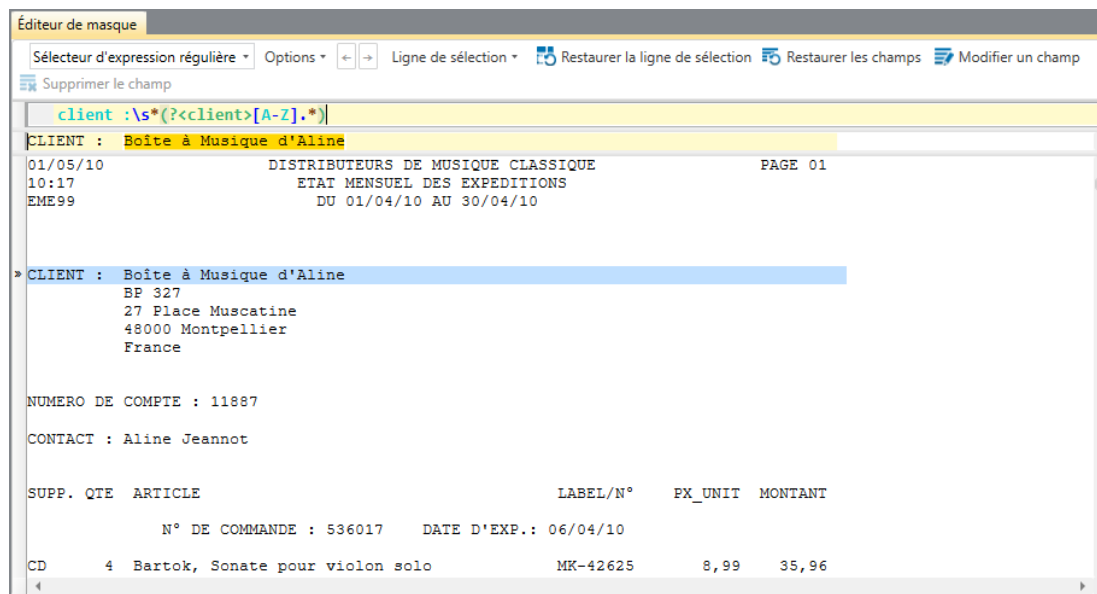 Éditeur de masque
Sélecteur d'expression régulière Options Ligne de sélection Restaurer la ligne de sélection Restaurer les champs Modifier un champ
Supprimer le champ
client :\s*(?<client>[A-Z].*)
CLIENT : Boîte à Musique d'Aline
01/05/10 DISTRIBUTEURS DE MUSIQUE CLASSIQUE PAGE 01
10:17 ETAT MENSUEL DES EXPEDITIONS
EME99 DU 01/04/10 AU 30/04/10
» CLIENT : Boîte à Musique d'Aline
BP 327
27 Place Muscatine
48000 Montpellier
France
NUMERO DE COMPTE : 11887
CONTACT : Aline Jeannot
SUPP. QTE ARTICLE LABEL/N° PX_UNIT MONTANT
N° DE COMMANDE : 536017 DATE D'EXP.: 06/04/10
CD 4 Bartok, Sonate pour violon solo MK-42625 8,99 35,96